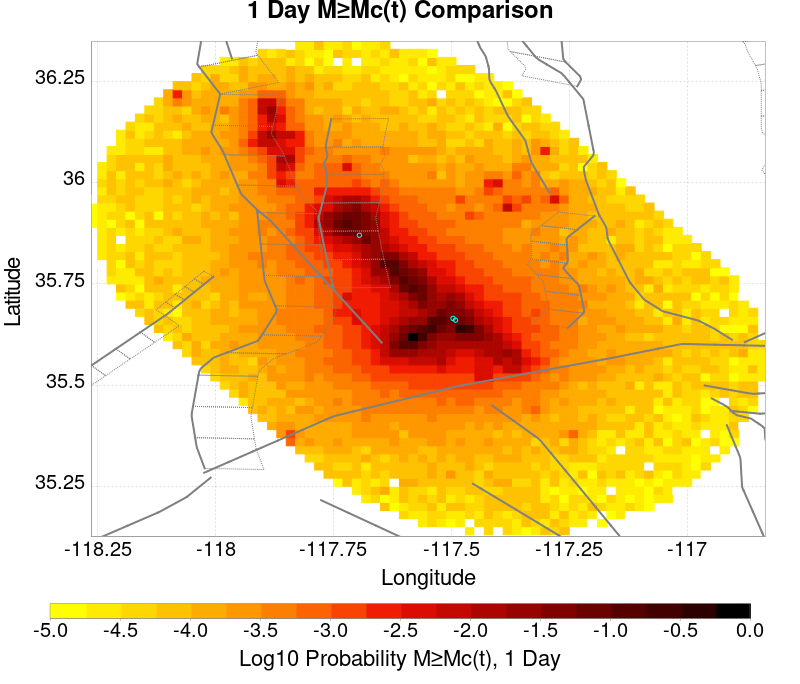 1 Day M≥Mc(t) Comparison
36.25
36
35.75
35.5
35.25
Latitude
-118.25 -118 -117.75 -117.5 -117.25 -117
Longitude
-5.0 -4.5 -4.0 -3.5 -3.0 -2.5 -2.0 -1.5 -1.0 -0.5 0.0
Log10 Probability M≥Mc(t), 1 Day